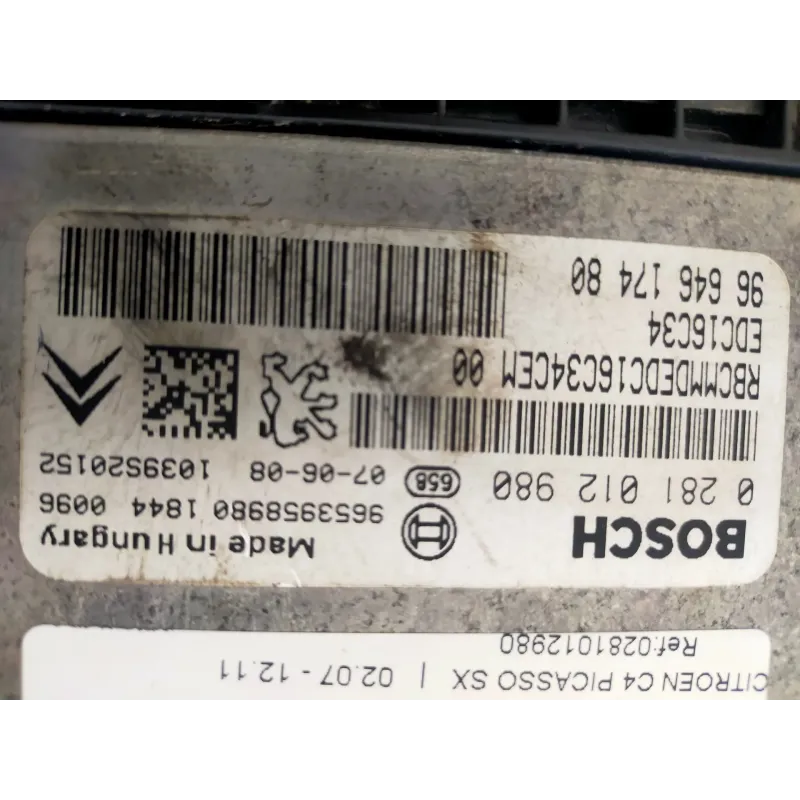 BOSCH
Made in Hungary
9653958980 1844 0096
0 281 012 980
658
07-06-08 1039S20152
RBCMMDEDC16C34CEM 00
EDC16C34
96 646 174 80
CITROEN C4 PICASSO SX | 02.07 - 12.11
Ref:0281012980